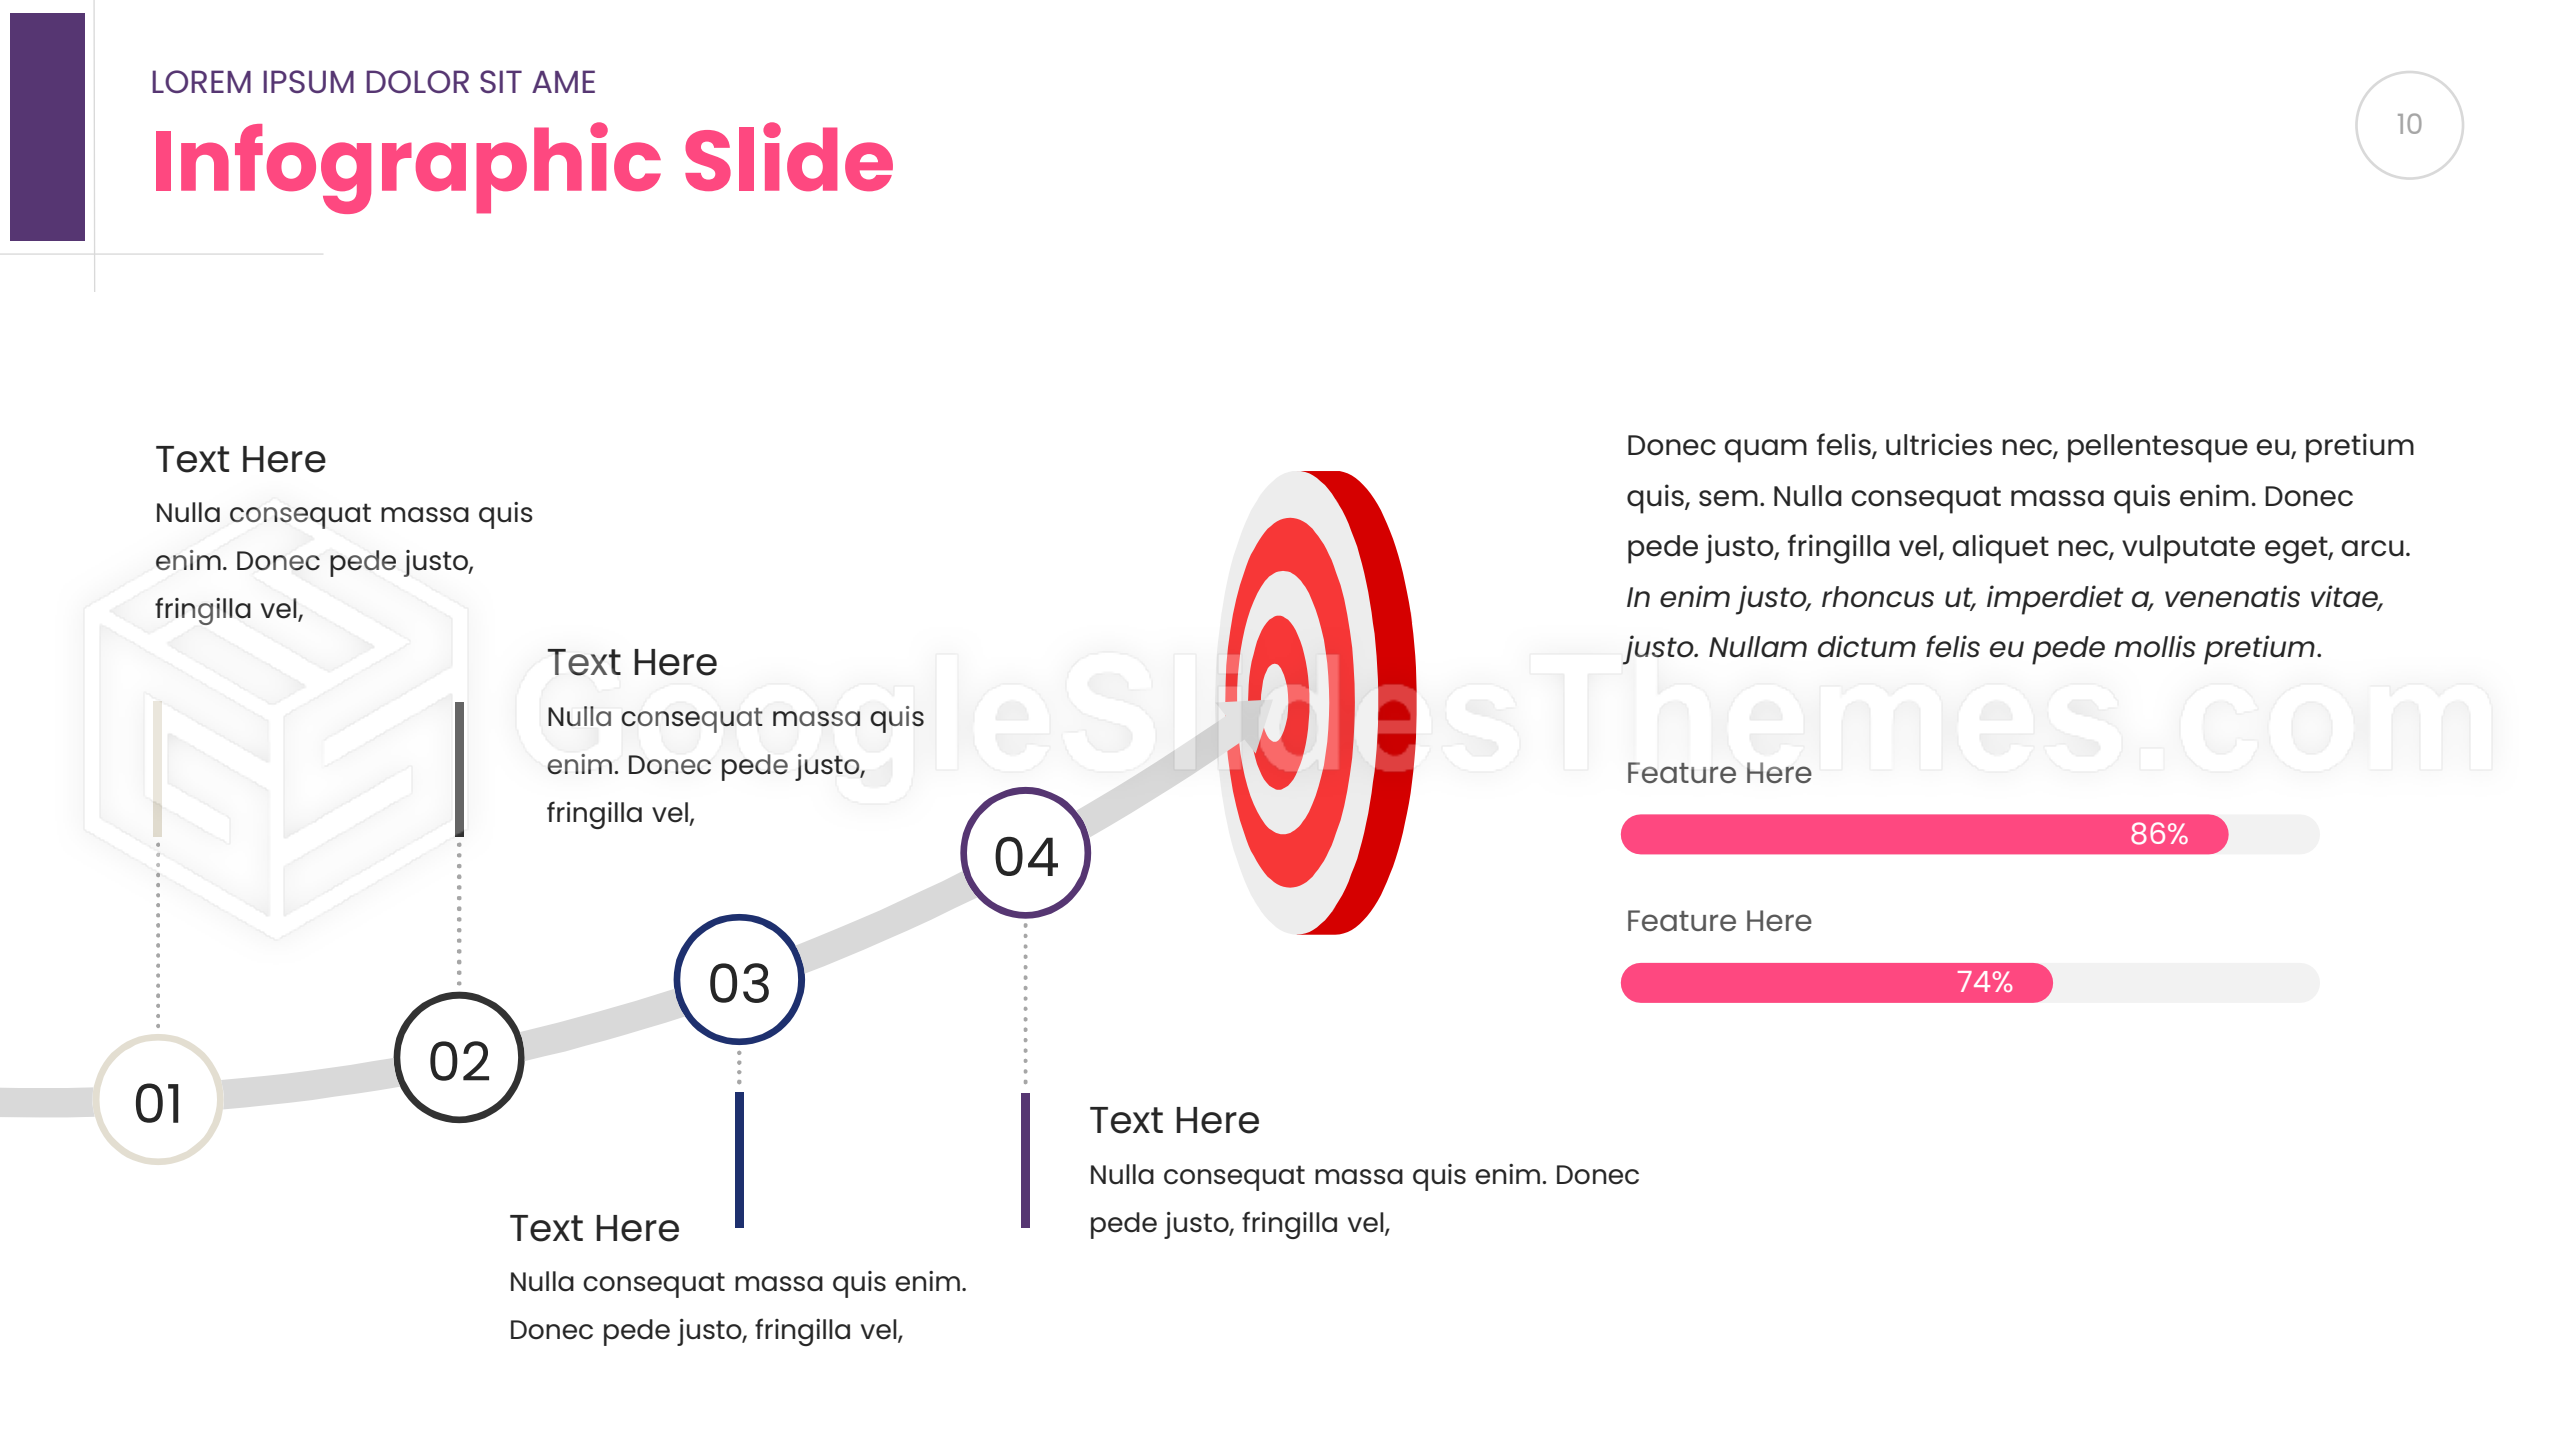 LOREM IPSUM DOLOR SIT AME
Infographic Slide
10
Text Here
Nulla consequat massa quis
enim. Donec pede justo,
fringilla vel,
Text Here
Nulla consequat massa quis
enim. Donec pede justo,
fringilla vel,
01
02
03
04
Text Here
Nulla consequat massa quis enim.
Donec pede justo, fringilla vel,
Text Here
Nulla consequat massa quis enim. Donec
pede justo, fringilla vel,
Donec quam felis, ultricies nec, pellentesque eu, pretium
quis, sem. Nulla consequat massa quis enim. Donec
pede justo, fringilla vel, aliquet nec, vulputate eget, arcu.
In enim justo, rhoncus ut, imperdiet a, venenatis vitae,
justo. Nullam dictum felis eu pede mollis pretium.
Feature Here
86%
Feature Here
74%
GoogleSlidesThemes.com